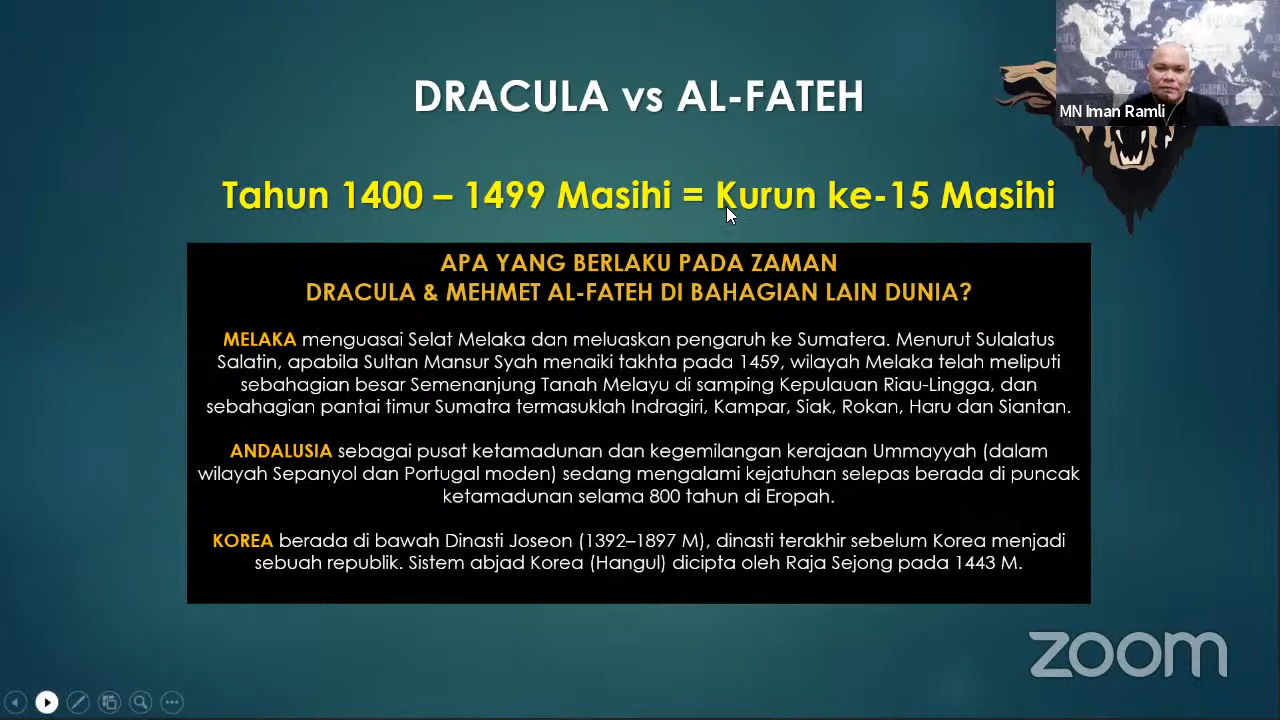 DRACULA vs AL-FATEH
MN Iman Ramli
Tahun 1400 – 1499 Masihi = Kurun ke-15 Masihi
APA YANG BERLAKU PADA ZAMAN
DRACULA & MEHMET AL-FATEH DI BAHAGIAN LAIN DUNIA?
MELAKA menguasai Selat Melaka dan meluaskan pengaruh ke Sumatera. Menurut Sulalatus
Salatin, apabila Sultan Mansur Syah menaiki takhta pada 1459, wilayah Melaka telah meliputi
sebahagian besar Semenanjung Tanah Melayu di samping Kepulauan Riau-Lingga, dan
sebahagian pantai timur Sumatra termasuklah Indragiri, Kampar, Siak, Rokan, Haru dan Siantan.
ANDALUSIA sebagai pusat ketamadunan dan kegemilangan kerajaan Ummayyah (dalam
wilayah Sepanyol dan Portugal moden) sedang mengalami kejatuhan selepas berada di puncak
ketamadunan selama 800 tahun di Eropah.
KOREA berada di bawah Dinasti Joseon (1392–1897 M), dinasti terakhir sebelum Korea menjadi
sebuah republik. Sistem abjad Korea (Hangul) dicipta oleh Raja Sejong pada 1443 M.
zoom